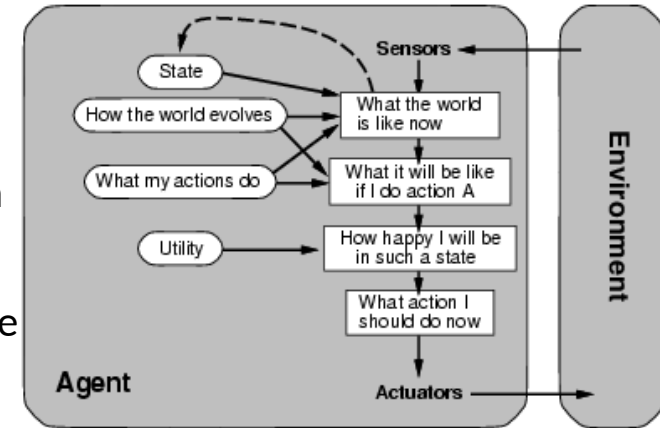 Sensors
State
What the world
is like now
How the world evolves
What it will be like
if I do action A
What my actions do
How happy I will be
in such a state
Utility
What action I
should do now
Agent
Actuators
Environment
e